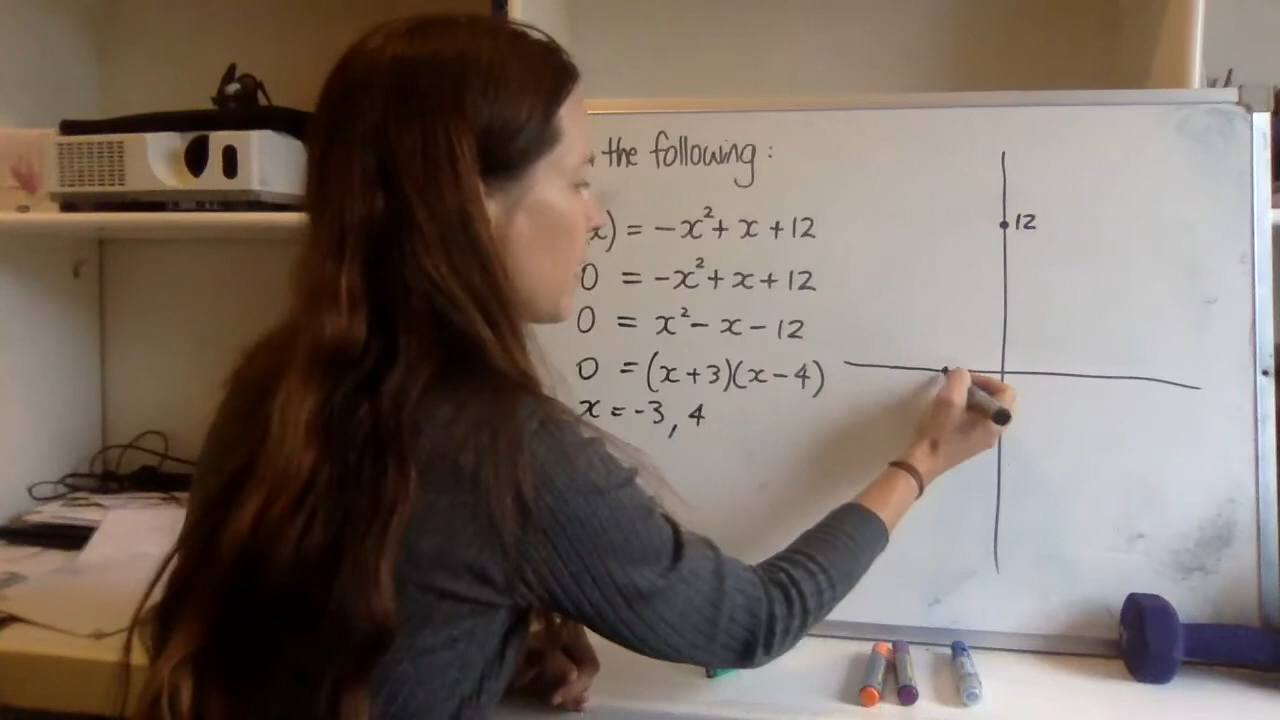 the following:
x) = -x² + x + 12
0 = -x² + x + 12
0 = x² - x - 12
0 = (x+3)(x-4)
x = -3, 4
12